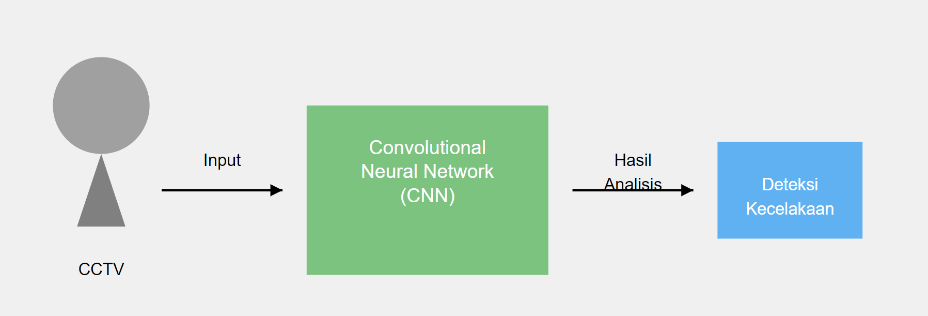 CCTV
Input
Convolutional
Neural Network
(CNN)
Hasil
Analisis
Deteksi
Kecelakaan